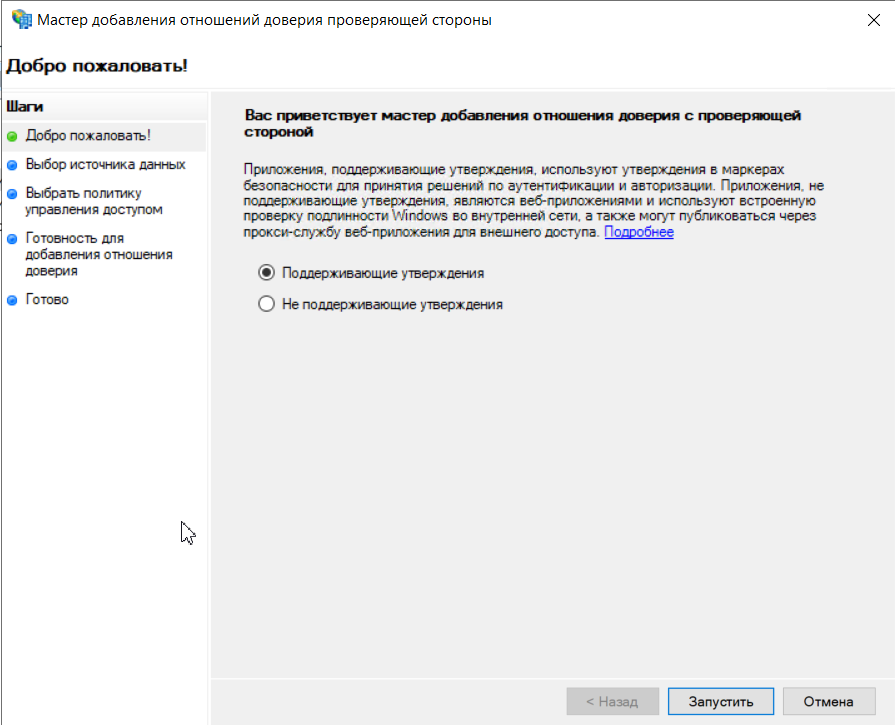 Мастер добавления отношений доверия проверяющей стороны
Добро пожаловать!
Шаги
Добро пожаловать!
Выбор источника данных
Выбрать политику
управления доступом
Готовность для
добавления отношения
доверия
Готово
Вас приветствует мастер добавления отношения доверия с проверяющей
стороной
Приложения, поддерживающие утверждения, используют утверждения в маркерах
безопасности для принятия решений по аутентификации и авторизации. Приложения, не
поддерживающие утверждения, являются веб-приложениями и используют встроенную
проверку подлинности Windows во внутренней сети, а также могут публиковаться через
прокси-службу веб-приложения для внешнего доступа. Подробнее
Поддерживающие утверждения
Не поддерживающие утверждения
< Назад
Запустить
Отмена